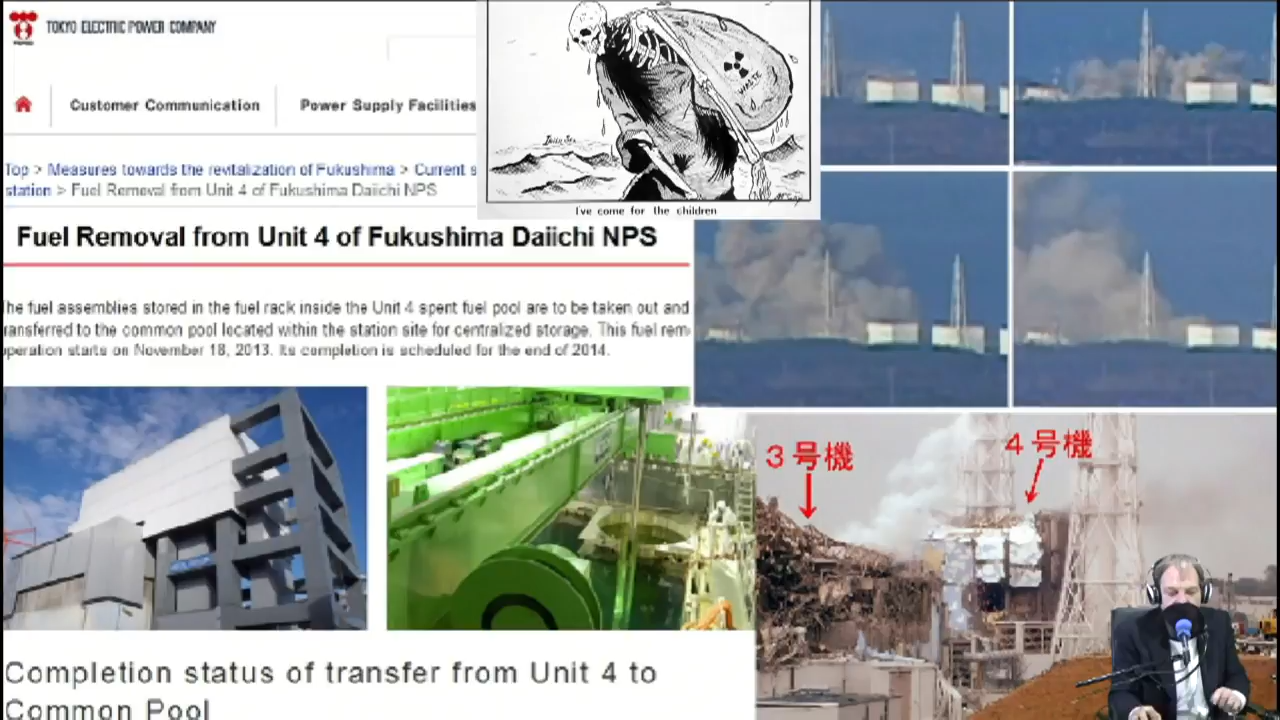 TOKYO ELECTRIC POWER COMPANY
Customer Communication
Power Supply Facilities
Top > Measures towards the revitalization of Fukushima > Current s
station > Fuel Removal from Unit 4 of Fukushima Daiichi NPS
Fuel Removal from Unit 4 of Fukushima Daiichi NPS
The fuel assemblies stored in the fuel rack inside the Unit 4 spent fuel pool are to be taken out and
ransferred to the common pool located within the station site for centralized storage. This fuel rem
operation starts on November 18, 2013. Its completion is scheduled for the end of 2014.
Completion status of transfer from Unit 4 to
Common Pool
WASTE
I've come for the children
3号機
4号機